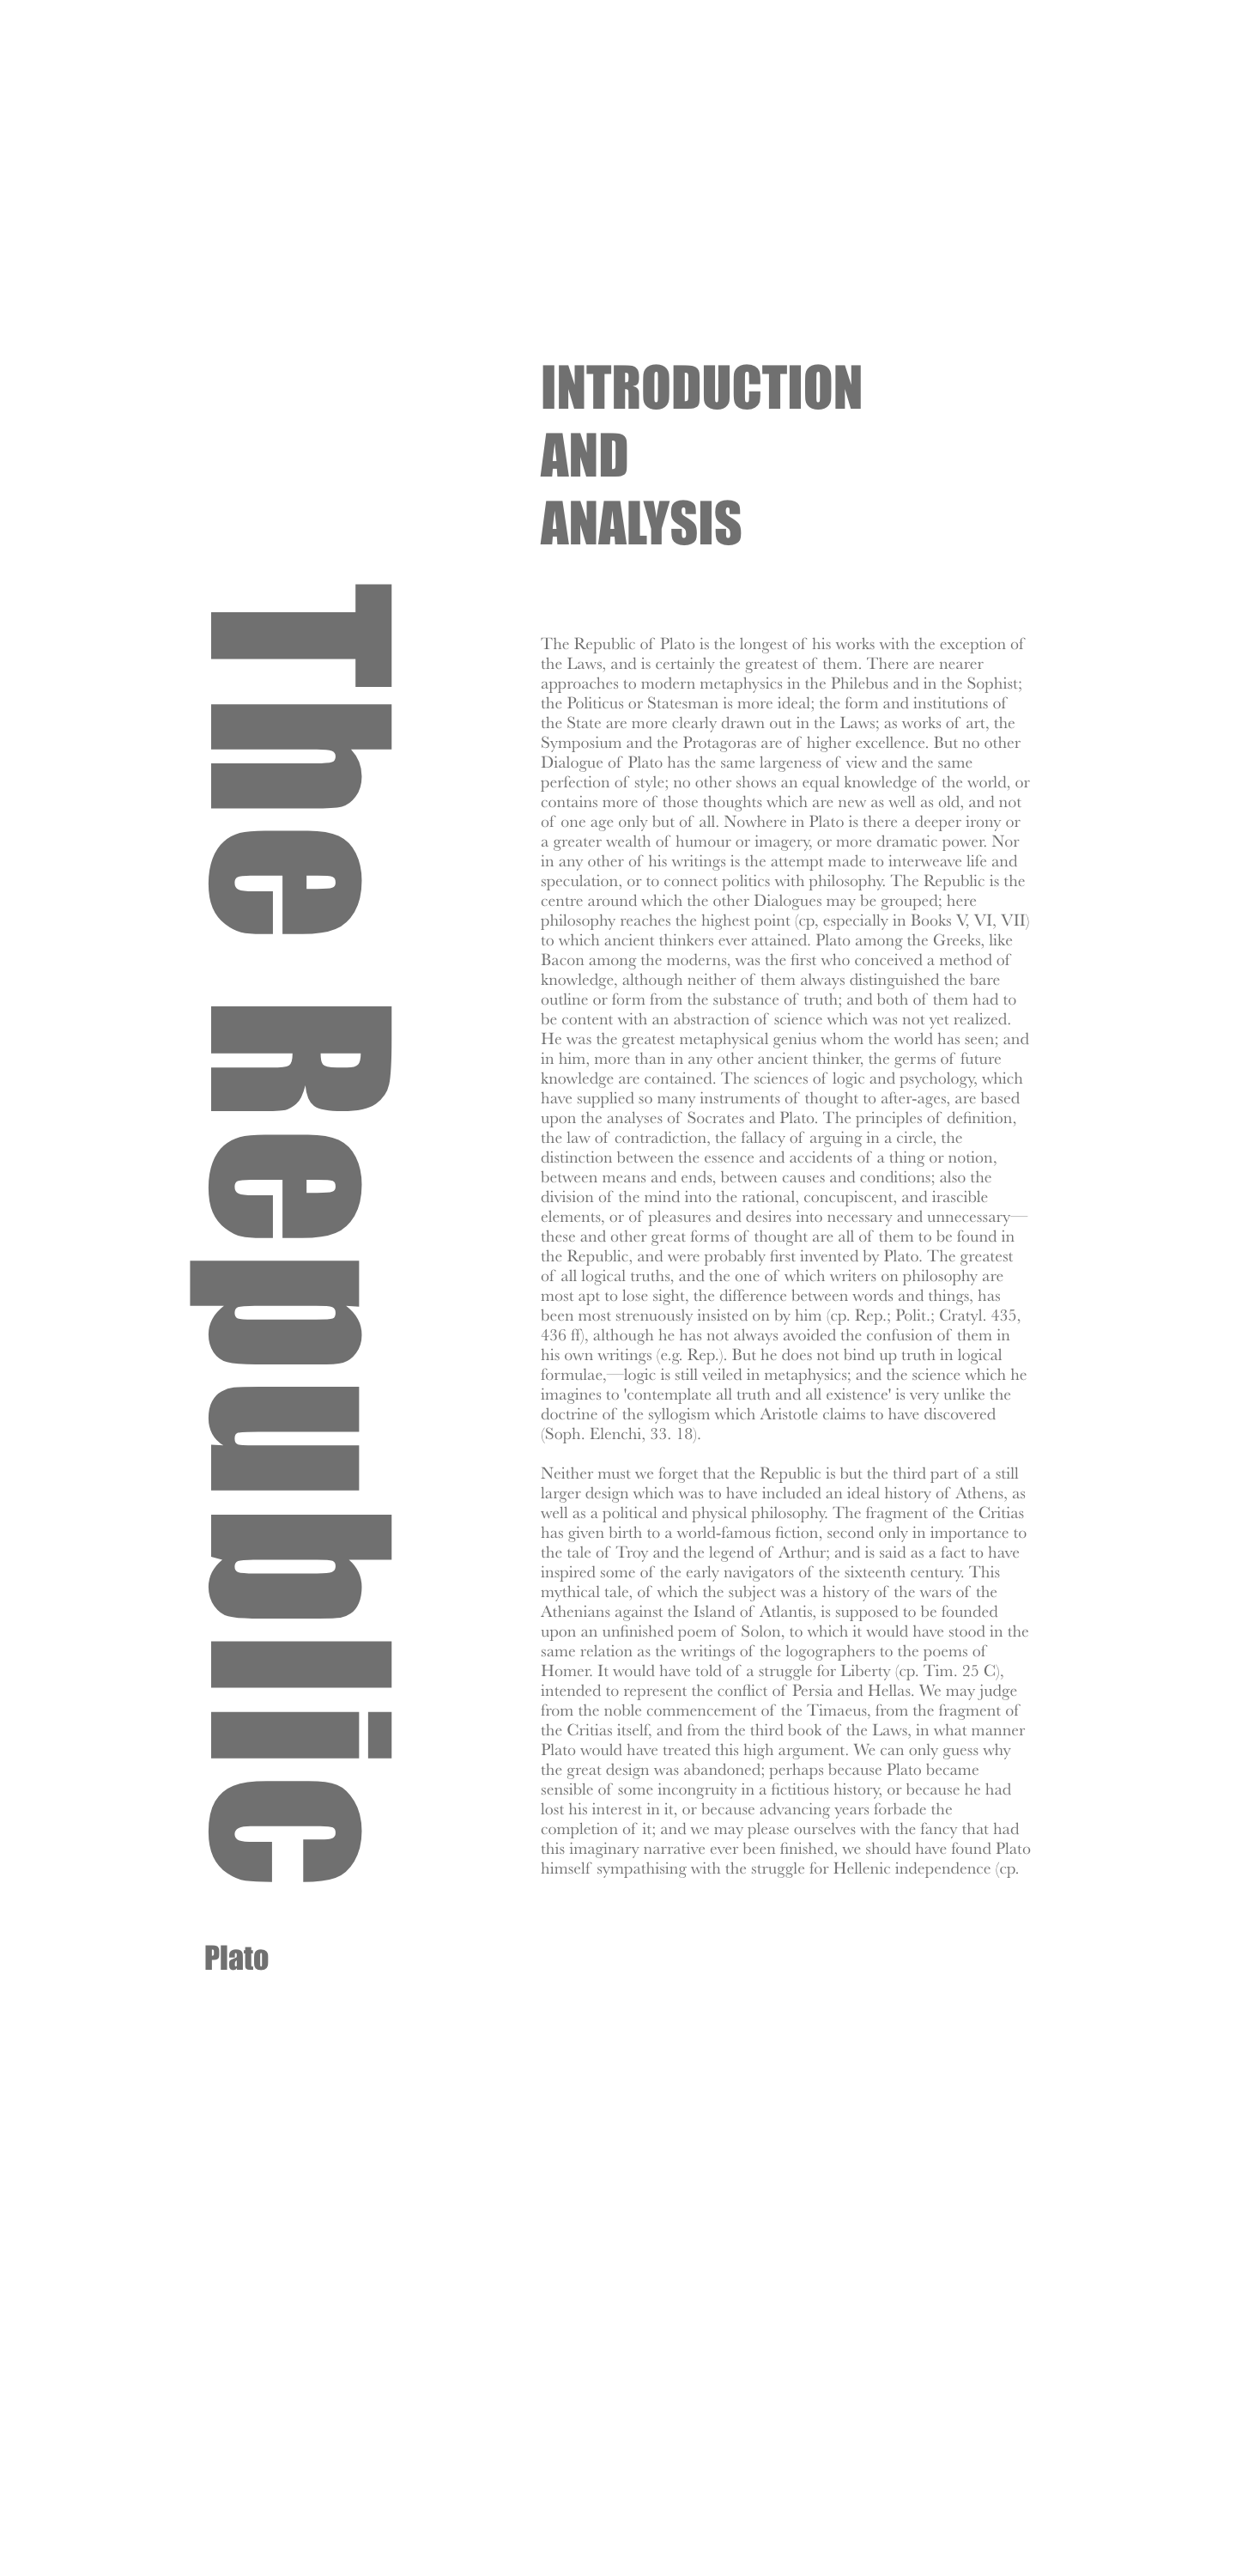 The Republic
Plato
INTRODUCTION
AND
ANALYSIS
The Republic of Plato is the longest of his works with the exception of
the Laws, and is certainly the greatest of them. There are nearer
approaches to modern metaphysics in the Philebus and in the Sophist;
the Politicus or Statesman is more ideal; the form and institutions of
the State are more clearly drawn out in the Laws; as works of art, the
Symposium and the Protagoras are of higher excellence. But no other
Dialogue of Plato has the same largeness of view and the same
perfection of style; no other shows an equal knowledge of the world, or
contains more of those thoughts which are new as well as old, and not
of one age only but of all. Nowhere in Plato is there a deeper irony or
a greater wealth of humour or imagery, or more dramatic power. Nor
in any other of his writings is the attempt made to interweave life and
speculation, or to connect politics with philosophy. The Republic is the
centre around which the other Dialogues may be grouped; here
philosophy reaches the highest point (cp, especially in Books V, VI, VII)
to which ancient thinkers ever attained. Plato among the Greeks, like
Bacon among the moderns, was the first who conceived a method of
knowledge, although neither of them always distinguished the bare
outline or form from the substance of truth; and both of them had to
be content with an abstraction of science which was not yet realized.
He was the greatest metaphysical genius whom the world has seen; and
in him, more than in any other ancient thinker, the germs of future
knowledge are contained. The sciences of logic and psychology, which
have supplied so many instruments of thought to after-ages, are based
upon the analyses of Socrates and Plato. The principles of definition,
the law of contradiction, the fallacy of arguing in a circle, the
distinction between the essence and accidents of a thing or notion,
between means and ends, between causes and conditions; also the
division of the mind into the rational, concupiscent, and irascible
elements, or of pleasures and desires into necessary and unnecessary—
these and other great forms of thought are all of them to be found in
the Republic, and were probably first invented by Plato. The greatest
of all logical truths, and the one of which writers on philosophy are
most apt to lose sight, the difference between words and things, has
been most strenuously insisted on by him (cp. Rep.; Polit.; Cratyl. 435,
436 ff), although he has not always avoided the confusion of them in
his own writings (e.g. Rep.). But he does not bind up truth in logical
formulae,—logic is still veiled in metaphysics; and the science which he
imagines to 'contemplate all truth and all existence' is very unlike the
doctrine of the syllogism which Aristotle claims to have discovered
(Soph. Elenchi, 33. 18).
Neither must we forget that the Republic is but the third part of a still
larger design which was to have included an ideal history of Athens, as
well as a political and physical philosophy. The fragment of the Critias
has given birth to a world-famous fiction, second only in importance to
the tale of Troy and the legend of Arthur; and is said as a fact to have
inspired some of the early navigators of the sixteenth century. This
mythical tale, of which the subject was a history of the wars of the
Athenians against the Island of Atlantis, is supposed to be founded
upon an unfinished poem of Solon, to which it would have stood in the
same relation as the writings of the logographers to the poems of
Homer. It would have told of a struggle for Liberty (cp. Tim. 25 C),
intended to represent the conflict of Persia and Hellas. We may judge
from the noble commencement of the Timaeus, from the fragment of
the Critias itself, and from the third book of the Laws, in what manner
Plato would have treated this high argument. We can only guess why
the great design was abandoned; perhaps because Plato became
sensible of some incongruity in a fictitious history, or because he had
lost his interest in it, or because advancing years forbade the
completion of it; and we may please ourselves with the fancy that had
this imaginary narrative ever been finished, we should have found Plato
himself sympathising with the struggle for Hellenic independence (cp.